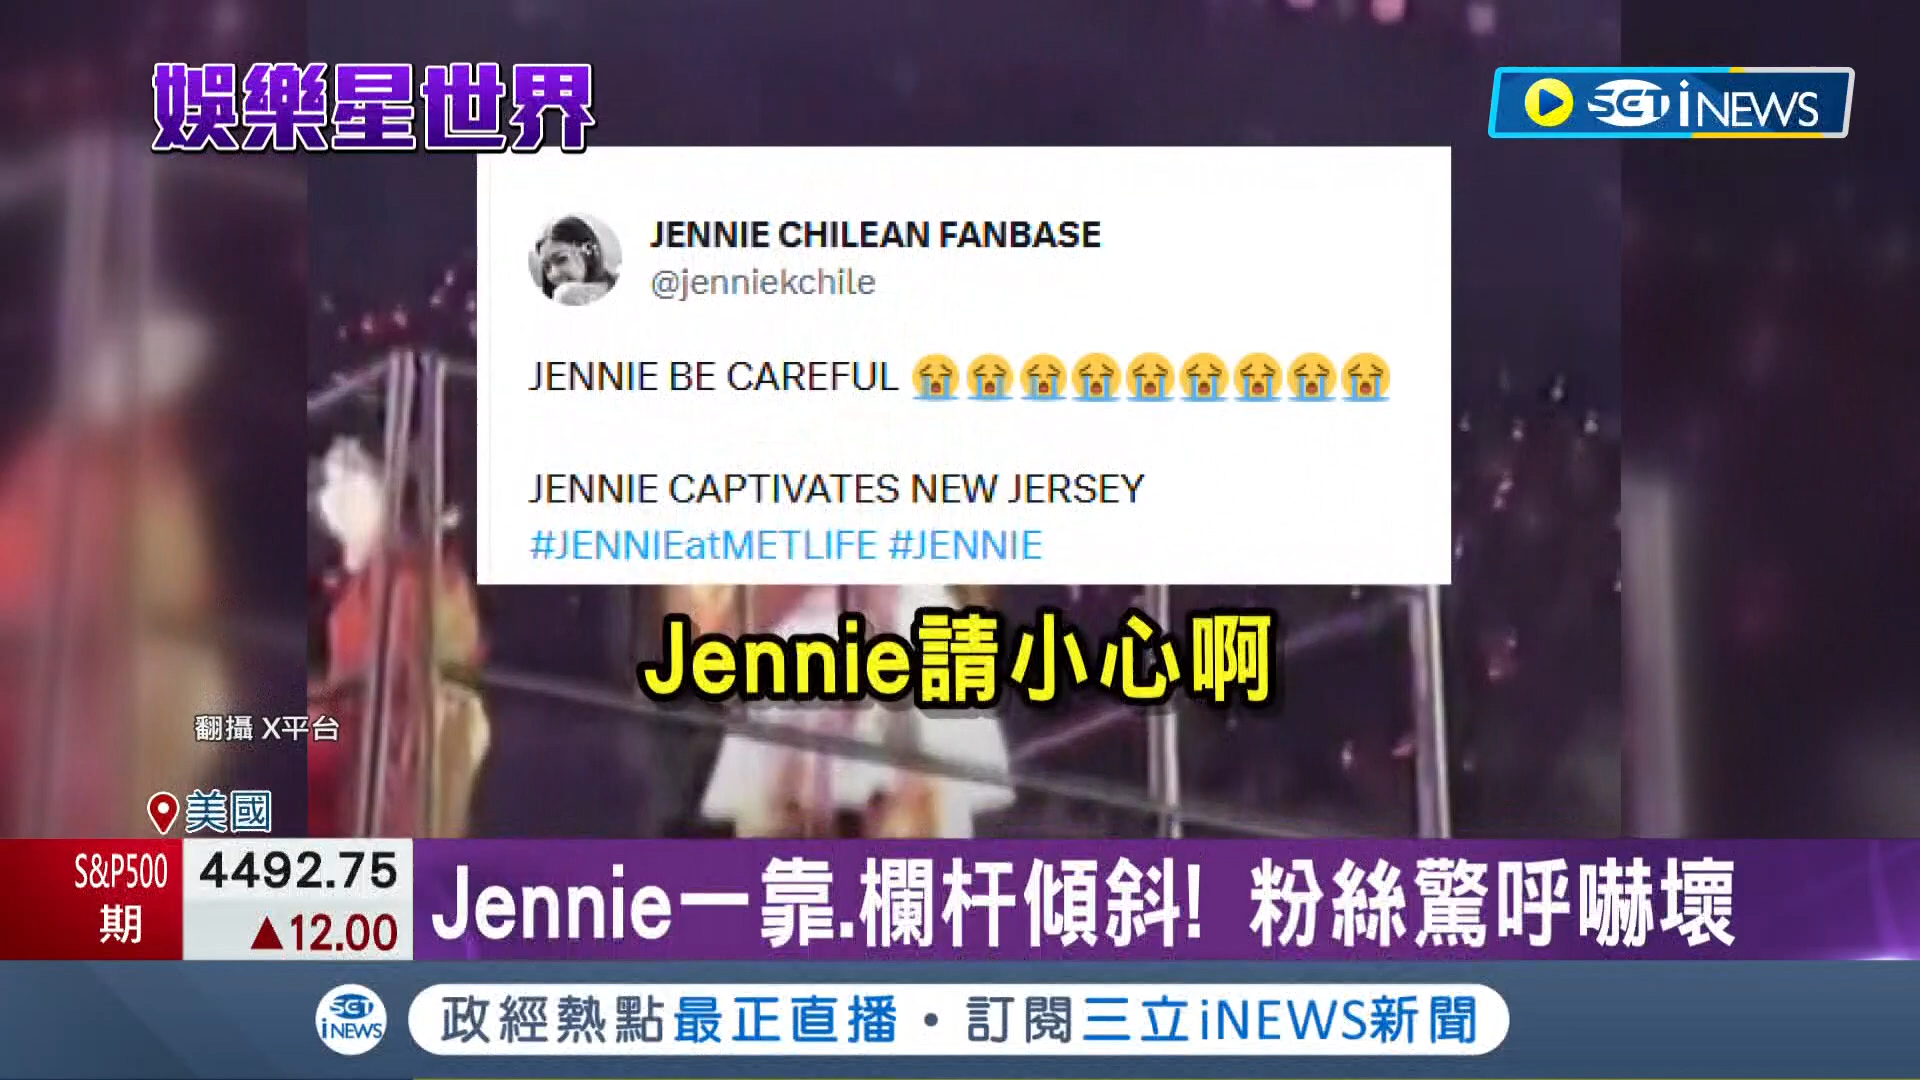 娛樂星世界
SET iNEWS
JENNIE CHILEAN FANBASE
@jenniekchile
JENNIE BE CAREFUL 😭😭😭😭😭😭😭😭😭
JENNIE CAPTIVATES NEW JERSEY
#JENNIEatMETLIFE #JENNIE
Jennie請小心啊
翻攝 X平台
美國
S&P500
期
4492.75
▲12.00
Jennie一靠.欄杆傾斜! 粉絲驚呼嚇壞
SET
iNEWS
政經熱點最正直播・訂閱三立iNEWS新聞